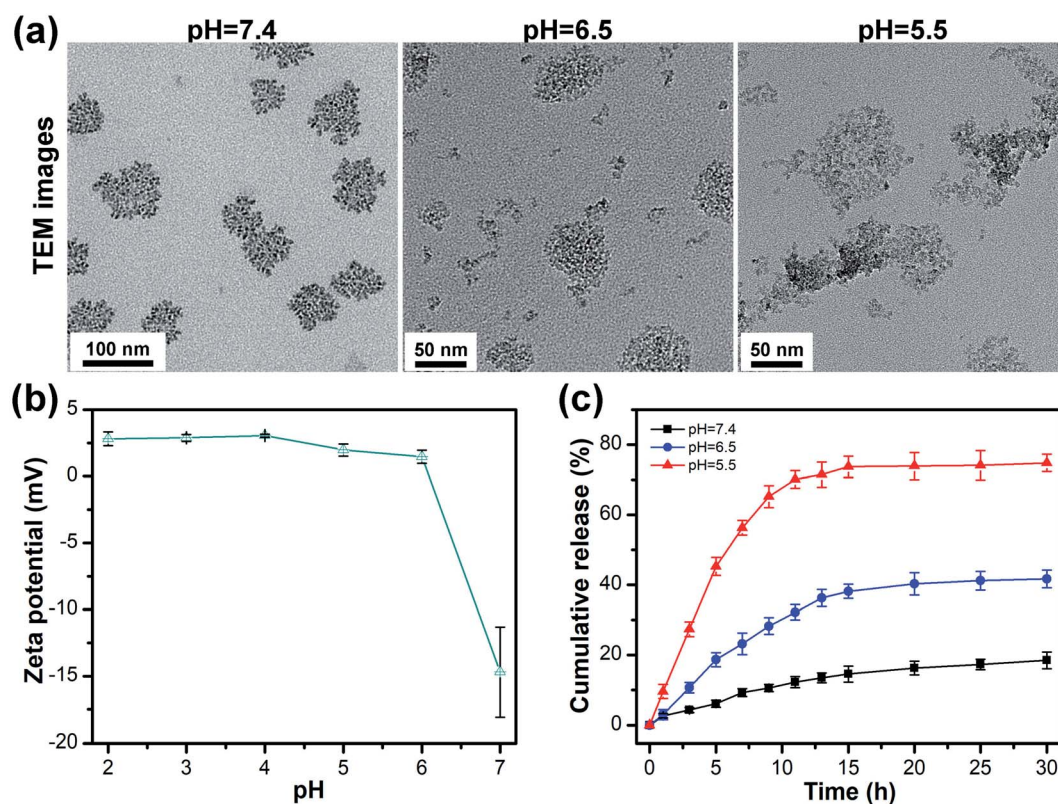 (a)
pH=7.4
pH=6.5
pH=5.5
TEM images
100 nm
50 nm
50 nm
(b)
Zeta potential (mV)
5
0
-5
-10
-15
-20
2
3
4
5
6
7
pH
(c)
Cumulative release (%)
80
60
40
20
0
pH=7.4
pH=6.5
pH=5.5
0
5
10
15
20
25
30
Time (h)